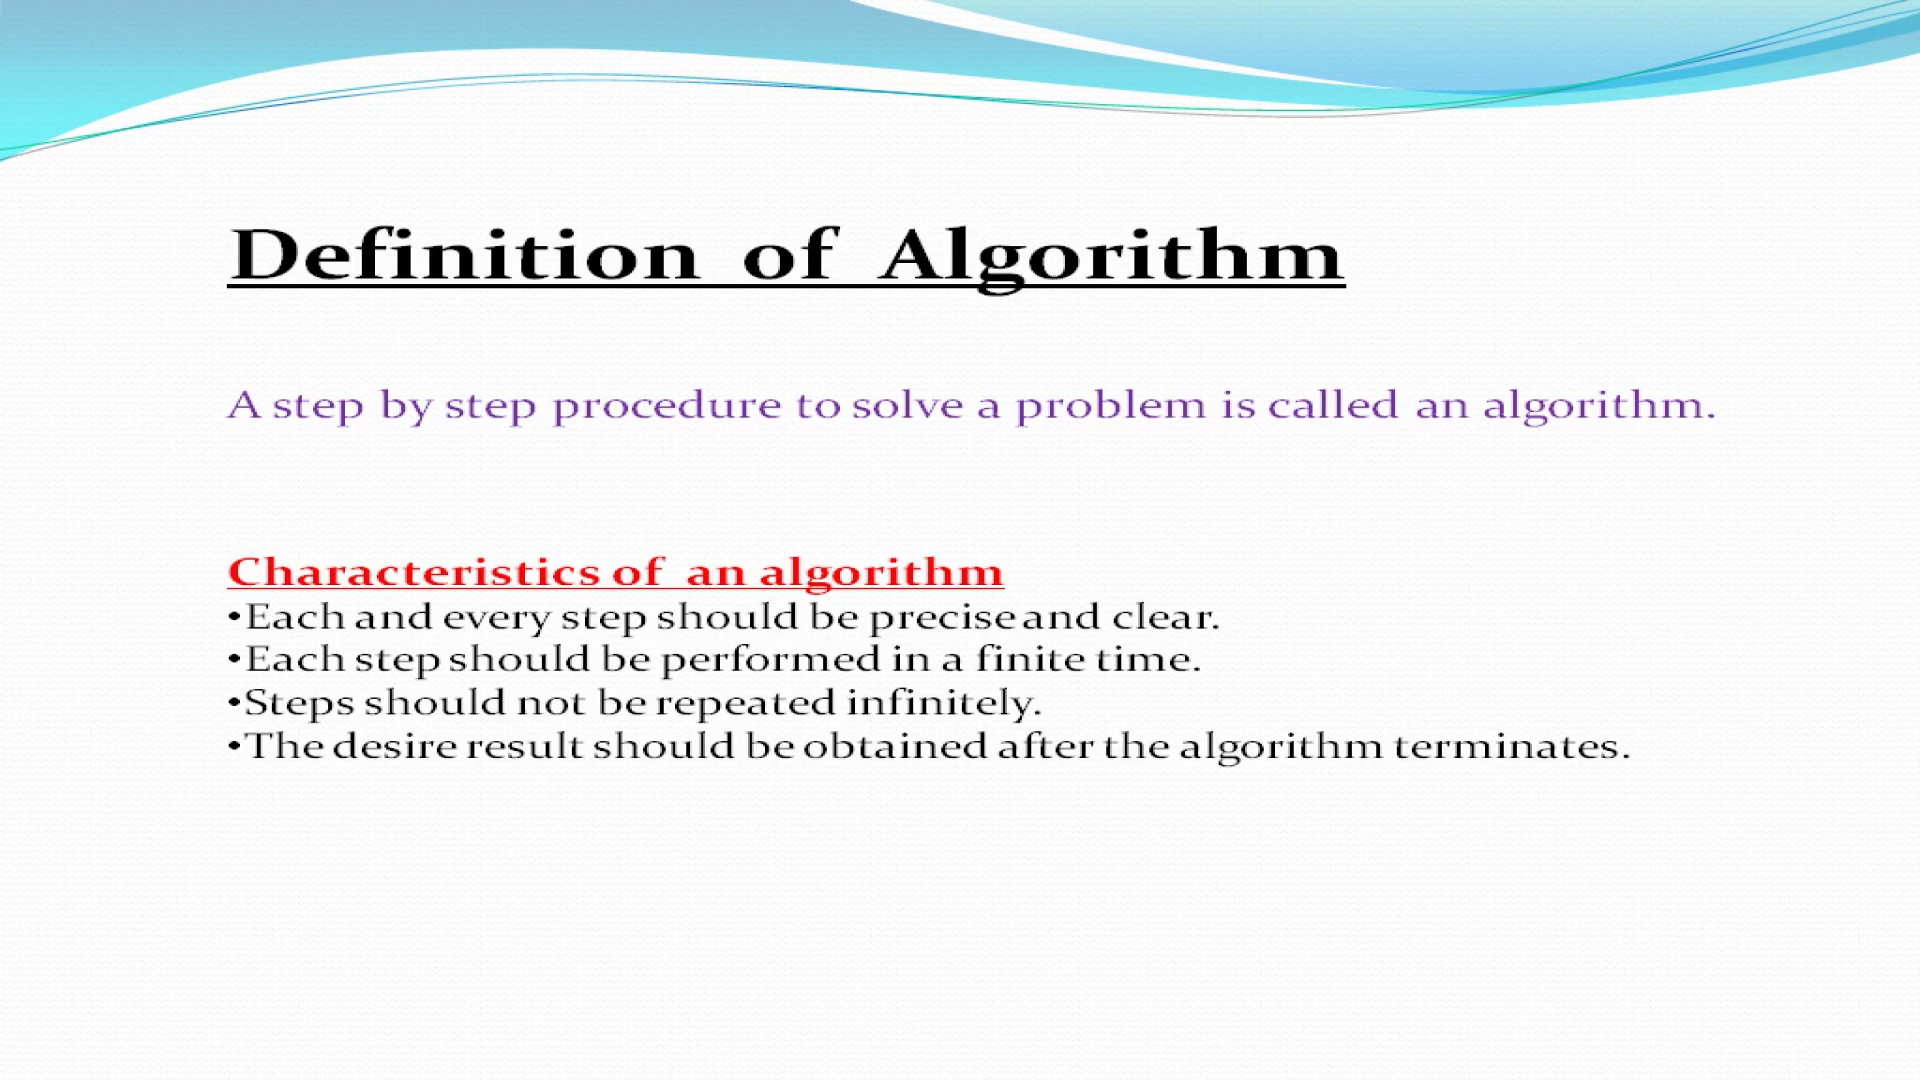 Definition of Algorithm
A step by step procedure to solve a problem is called an algorithm.
Characteristics of an algorithm
•Each and every step should be precise and clear.
•Each step should be performed in a finite time.
•Steps should not be repeated infinitely.
•The desire result should be obtained after the algorithm terminates.